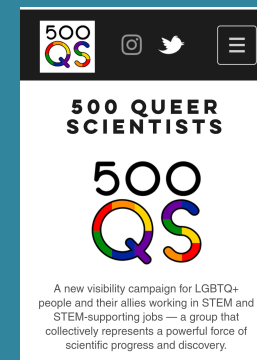 500
QS
500 QUEER
SCIENTISTS
500
QS
A new visibility campaign for LGBTQ+
people and their allies working in STEM and
STEM-supporting jobs — a group that
collectively represents a powerful force of
scientific progress and discovery.